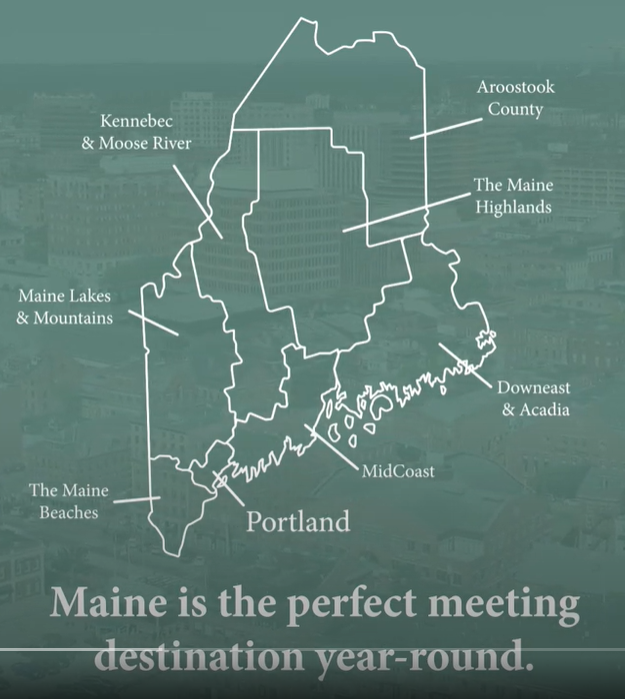 Aroostook
County
Kennebec
& Moose River
The Maine
Highlands
Maine Lakes
& Mountains
Downeast
& Acadia
MidCoast
The Maine
Beaches
Portland
Maine is the perfect meeting
destination year-round.